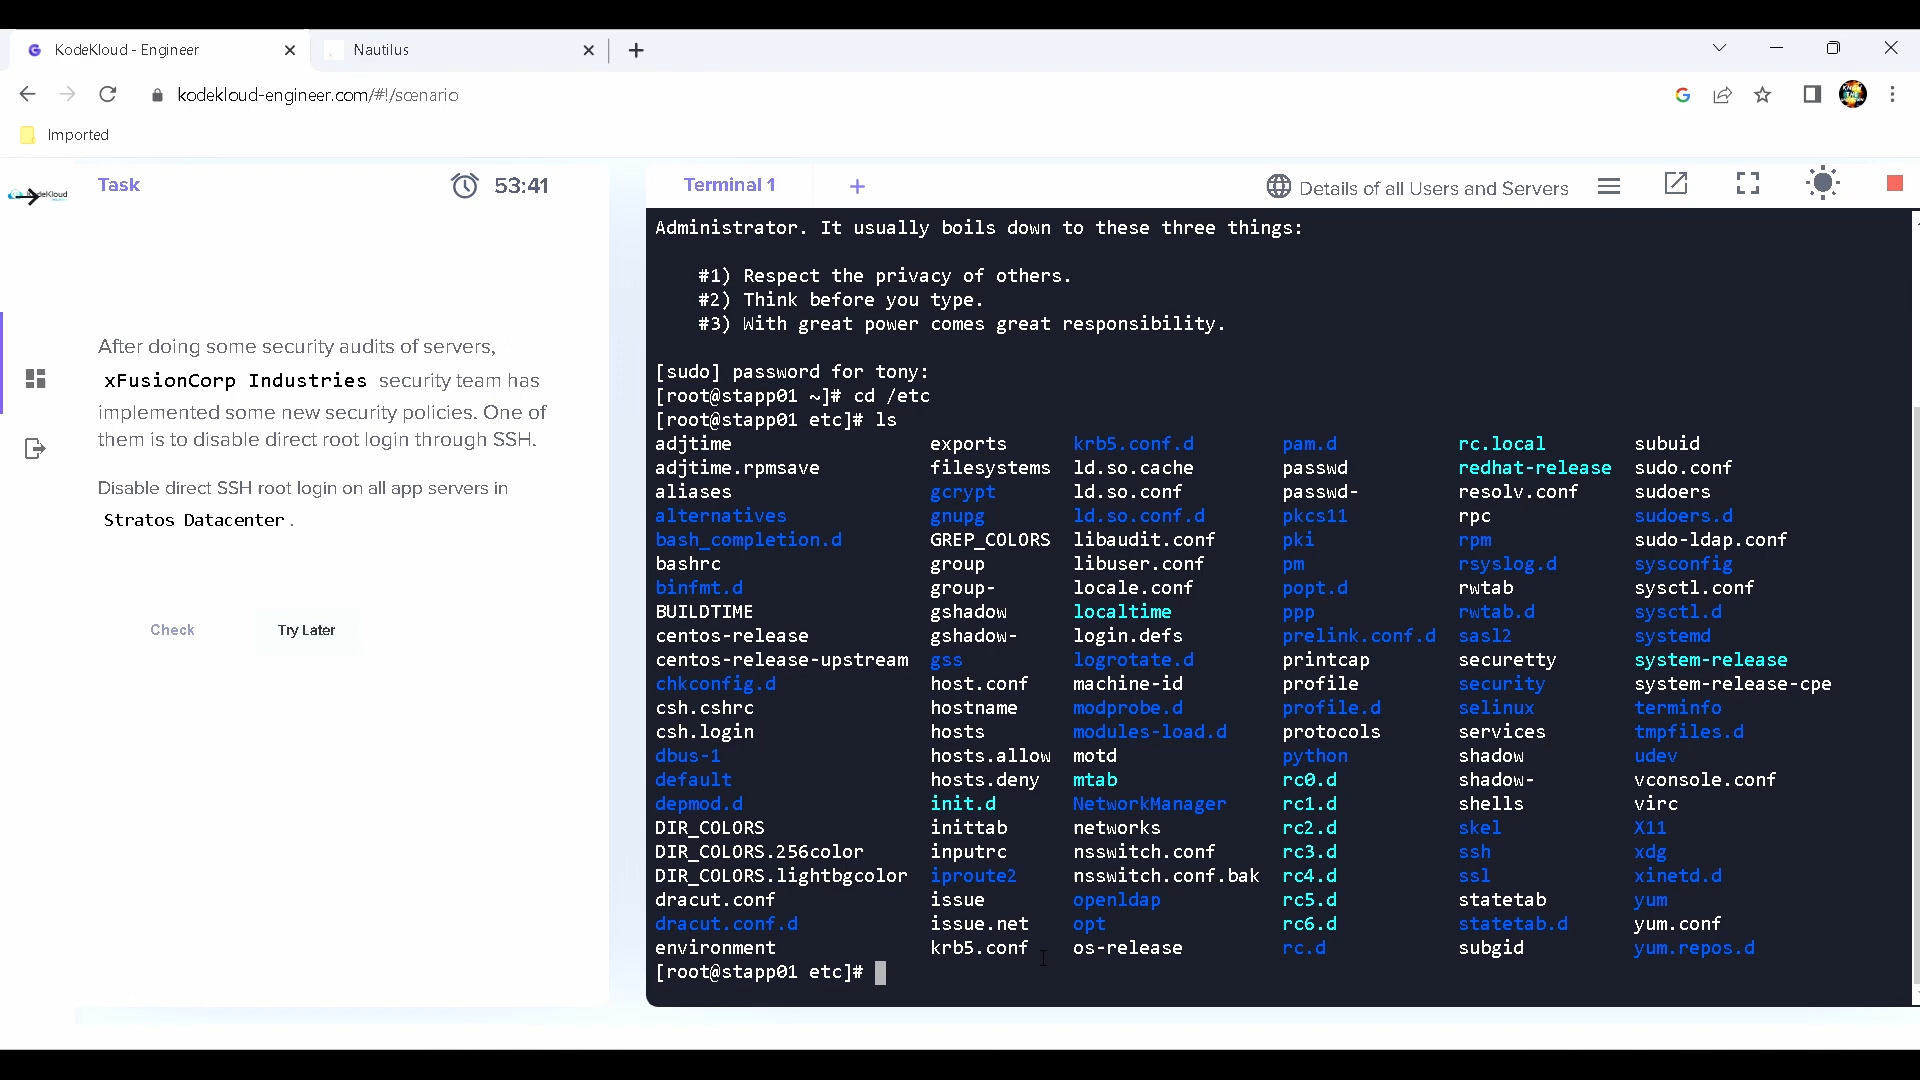 KodeKloud - Engineer
Nautilus
kodekloud-engineer.com/#!/scenario
Imported
KodeKloud
Task
53:41
Terminal 1
Details of all Users and Servers
After doing some security audits of servers,
xFusionCorp Industries security team has
implemented some new security policies. One of
them is to disable direct root login through SSH.
Disable direct SSH root login on all app servers in
Stratos Datacenter .
Check
Try Later
Administrator. It usually boils down to these three things:
#1) Respect the privacy of others.
#2) Think before you type.
#3) With great power comes great responsibility.
[sudo] password for tony:
[root@stapp01 ~]# cd /etc
[root@stapp01 etc]# ls
adjtime exports krb5.conf.d pam.d rc.local subuid
adjtime.rpmsave filesystems ld.so.cache passwd redhat-release sudo.conf
aliases gcrypt ld.so.conf passwd- resolv.conf sudoers
alternatives gnupg ld.so.conf.d pkcs11 rpc sudoers.d
bash_completion.d GREP_COLORS libaudit.conf pki rpm sudo-ldap.conf
bashrc group libuser.conf pm rsyslog.d sysconfig
binfmt.d group- locale.conf popt.d rwtab sysctl.conf
BUILDTIME gshadow localtime ppp rwtab.d sysctl.d
centos-release gshadow- login.defs prelink.conf.d sasl2 systemd
centos-release-upstream gss logrotate.d printcap securetty system-release
chkconfig.d host.conf machine-id profile security system-release-cpe
csh.cshrc hostname modprobe.d profile.d selinux terminfo
csh.login hosts modules-load.d protocols services tmpfiles.d
dbus-1 hosts.allow motd python shadow udev
default hosts.deny mtab rc0.d shadow- vconsole.conf
depmod.d init.d NetworkManager rc1.d shells virc
DIR_COLORS inittab networks rc2.d skel X11
DIR_COLORS.256color inputrc nsswitch.conf rc3.d ssh xdg
DIR_COLORS.lightbgcolor iproute2 nsswitch.conf.bak rc4.d ssl xinetd.d
dracut.conf issue openldap rc5.d statetab yum
dracut.conf.d issue.net opt rc6.d statetab.d yum.conf
environment krb5.conf os-release rc.d subgid yum.repos.d
[root@stapp01 etc]#